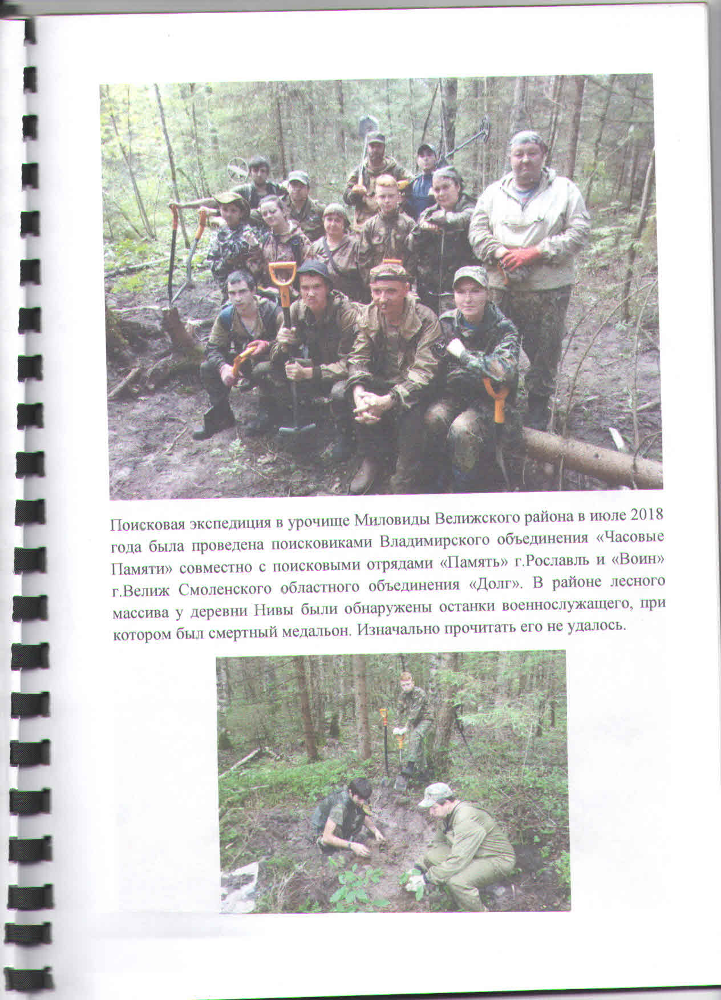 Поисковая экспедиция в урочище Миловиды Велижского района в июле 2018
года была проведена поисковиками Владимирского объединения «Часовые
Памяти» совместно с поисковыми отрядами «Память» г.Рославль и «Воин»
г.Велиж Смоленского областного объединения «Долг». В районе лесного
массива у деревни Нивы были обнаружены останки военнослужащего, при
котором был смертный медальон. Изначально прочитать его не удалось.